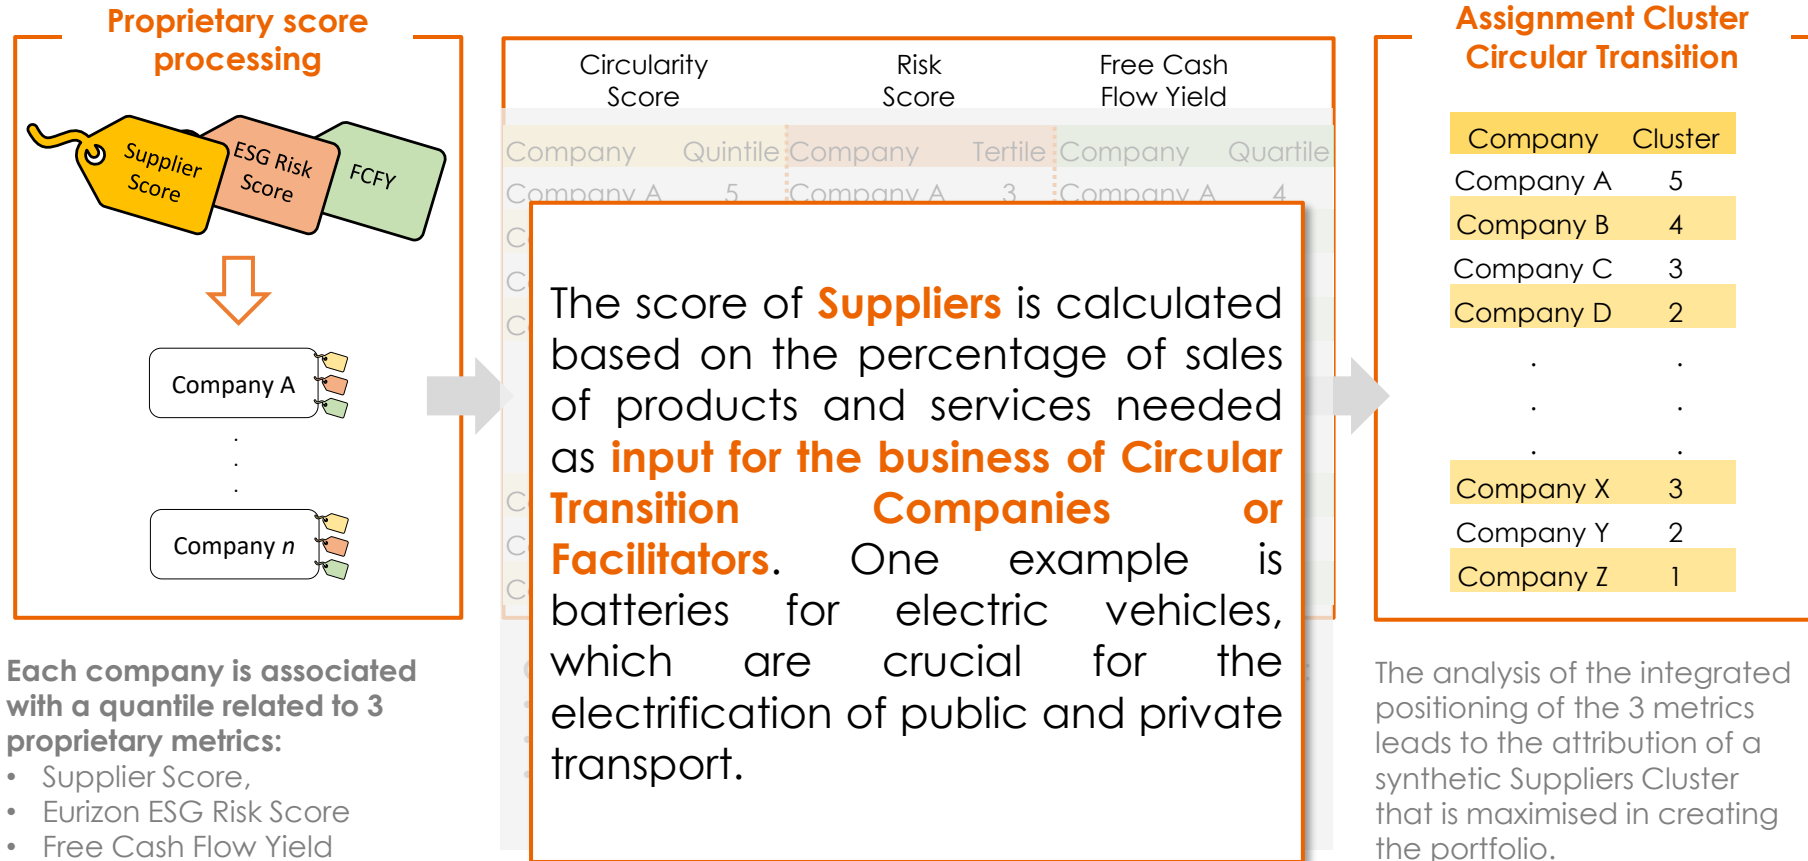 Proprietary score
processing
Supplier
Score
ESG Risk
Score
FCFY
Company A
.
.
.
Company n
Each company is associated
with a quantile related to 3
proprietary metrics:
• Supplier Score,
• Eurizon ESG Risk Score
• Free Cash Flow Yield
Circularity
Score
Risk
Score
Free Cash
Flow Yield
Company Quintile Company Tertile Company Quartile
Company A 5 Company A 3 Company A 4
The score of Suppliers is calculated
based on the percentage of sales
of products and services needed
as input for the business of Circular
Transition Companies or
Facilitators. One example is
batteries for electric vehicles,
which are crucial for the
electrification of public and private
transport.
Assignment Cluster
Circular Transition
Company Cluster
Company A 5
Company B 4
Company C 3
Company D 2
. .
. .
. .
Company X 3
Company Y 2
Company Z 1
The analysis of the integrated
positioning of the 3 metrics
leads to the attribution of a
synthetic Suppliers Cluster
that is maximised in creating
the portfolio.